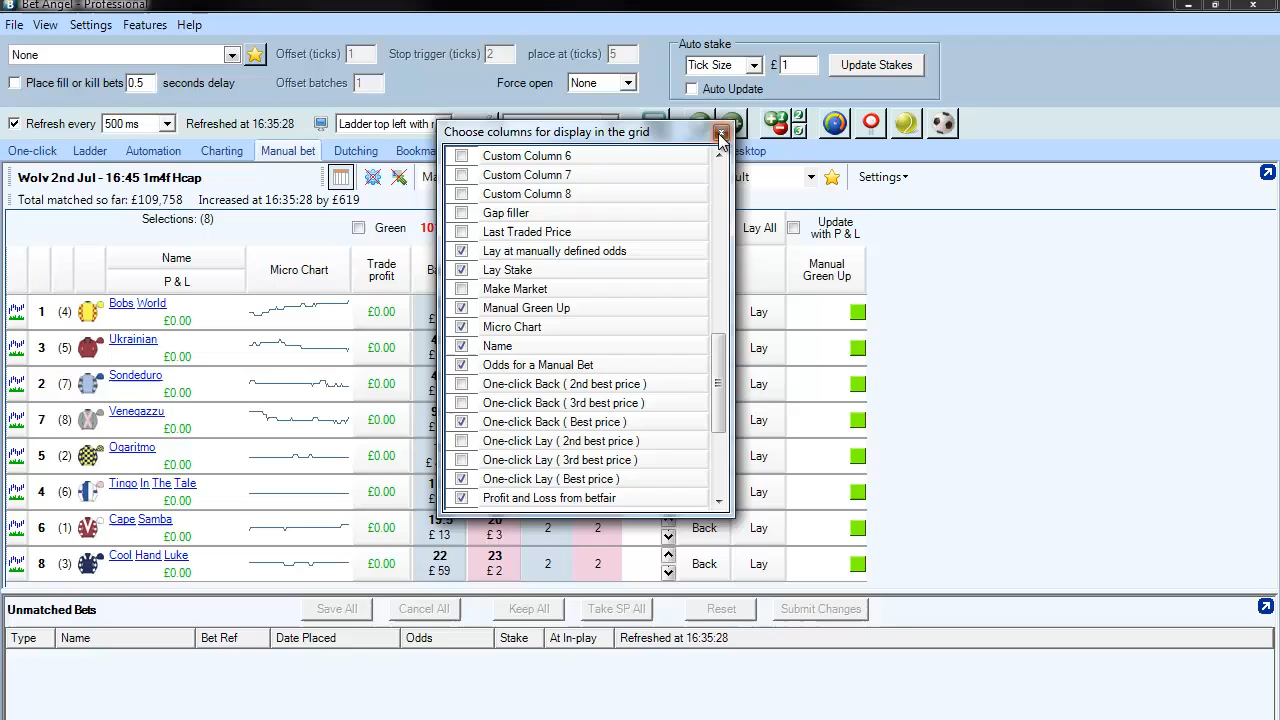 Bet Angel - Professional
File View Settings Features Help
None Offset (ticks) 1 Stop trigger (ticks) 2 place at (ticks) 5
Auto stake
Tick Size £ 1 Update Stakes
Place fill or kill bets 0.5 seconds delay Offset batches 1 Force open None
Auto Update
Refresh every 500 ms Refreshed at 16:35:28 Ladder top left with
One-click Ladder Automation Charting Manual bet Dutching Bookma
Wolv 2nd Jul - 16:45 1m4f Hcap
Settings
Total matched so far: £109,758 Increased at 16:35:28 by £619
Selections: (8) Green 10
Lay All Update with P & L
Name Micro Chart Trade profit Ba
P & L
Manual Green Up
1 (4) Bobs World £0.00 £0.00 £ Lay
3 (5) Ukrainian £0.00 £0.00 Lay
2 (7) Sondeduro £0.00 £0.00 Lay
7 (8) Venegazzu £0.00 £0.00 Lay
5 (2) Ogaritmo £0.00 £0.00 Lay
4 (6) Tingo In The Tale £0.00 £0.00 Lay
6 (1) Cape Samba £0.00 £0.00 19.5 £ 13 20 £ 3 2 2 Back Lay
8 (3) Cool Hand Luke £0.00 £0.00 22 £ 59 23 £ 2 2 2 Back Lay
Choose columns for display in the grid
Custom Column 6
Custom Column 7
Custom Column 8
Gap filler
Last Traded Price
Lay at manually defined odds
Lay Stake
Make Market
Manual Green Up
Micro Chart
Name
Odds for a Manual Bet
One-click Back ( 2nd best price )
One-click Back ( 3rd best price )
One-click Back ( Best price )
One-click Lay ( 2nd best price )
One-click Lay ( 3rd best price )
One-click Lay ( Best price )
Profit and Loss from betfair
Unmatched Bets Save All Cancel All Keep All Take SP All Reset Submit Changes
Type Name Bet Ref Date Placed Odds Stake At In-play Refreshed at 16:35:28